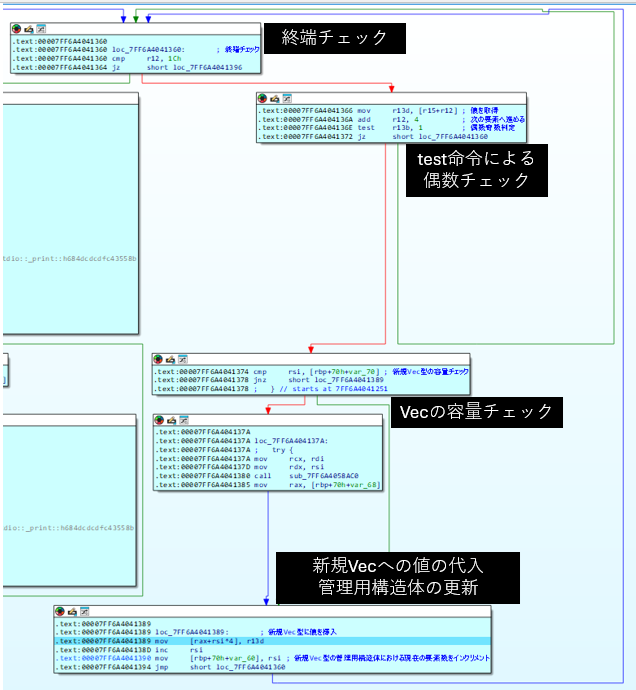 .text:00007FF6A4041360
.text:00007FF6A4041360 loc_7FF6A4041360: ; 終端チェック
.text:00007FF6A4041360 cmp r12, 1Ch
.text:00007FF6A4041364 jz short loc_7FF6A4041396
終端チェック
.text:00007FF6A4041366 mov r13d, [r15+r12] ; 値を取得
.text:00007FF6A404136A add r12, 4 ; 次の要素へ進める
.text:00007FF6A404136E test r13b, 1 ; 偶数奇数判定
.text:00007FF6A4041372 jz short loc_7FF6A4041360
test命令による
偶数チェック
tdio::_print::h684dcdcdfc43558b
.text:00007FF6A4041374 cmp rsi, [rbp+70h+var_70] ; 新規Vec型の容量チェック
.text:00007FF6A4041378 jnz short loc_7FF6A4041389
.text:00007FF6A4041378 ; } // starts at 7FF6A4041251
Vecの容量チェック
.text:00007FF6A404137A
.text:00007FF6A404137A loc_7FF6A404137A:
.text:00007FF6A404137A ; try {
.text:00007FF6A404137A mov rcx, rdi
.text:00007FF6A404137D mov rdx, rsi
.text:00007FF6A4041380 call sub_7FF6A4058AC0
.text:00007FF6A4041385 mov rax, [rbp+70h+var_68]
tdio::_print::h684dcdcdfc43558b
新規Vecへの値の代入
管理用構造体の更新
.text:00007FF6A4041389
.text:00007FF6A4041389 loc_7FF6A4041389: ; 新規Vec型に値を挿入
.text:00007FF6A4041389 mov [rax+rsi*4], r13d
.text:00007FF6A404138D inc rsi
.text:00007FF6A4041390 mov [rbp+70h+var_60], rsi ; 新規Vec型の管理用構造体における現在の要素数をインクリメント
.text:00007FF6A4041394 jmp short loc_7FF6A4041360